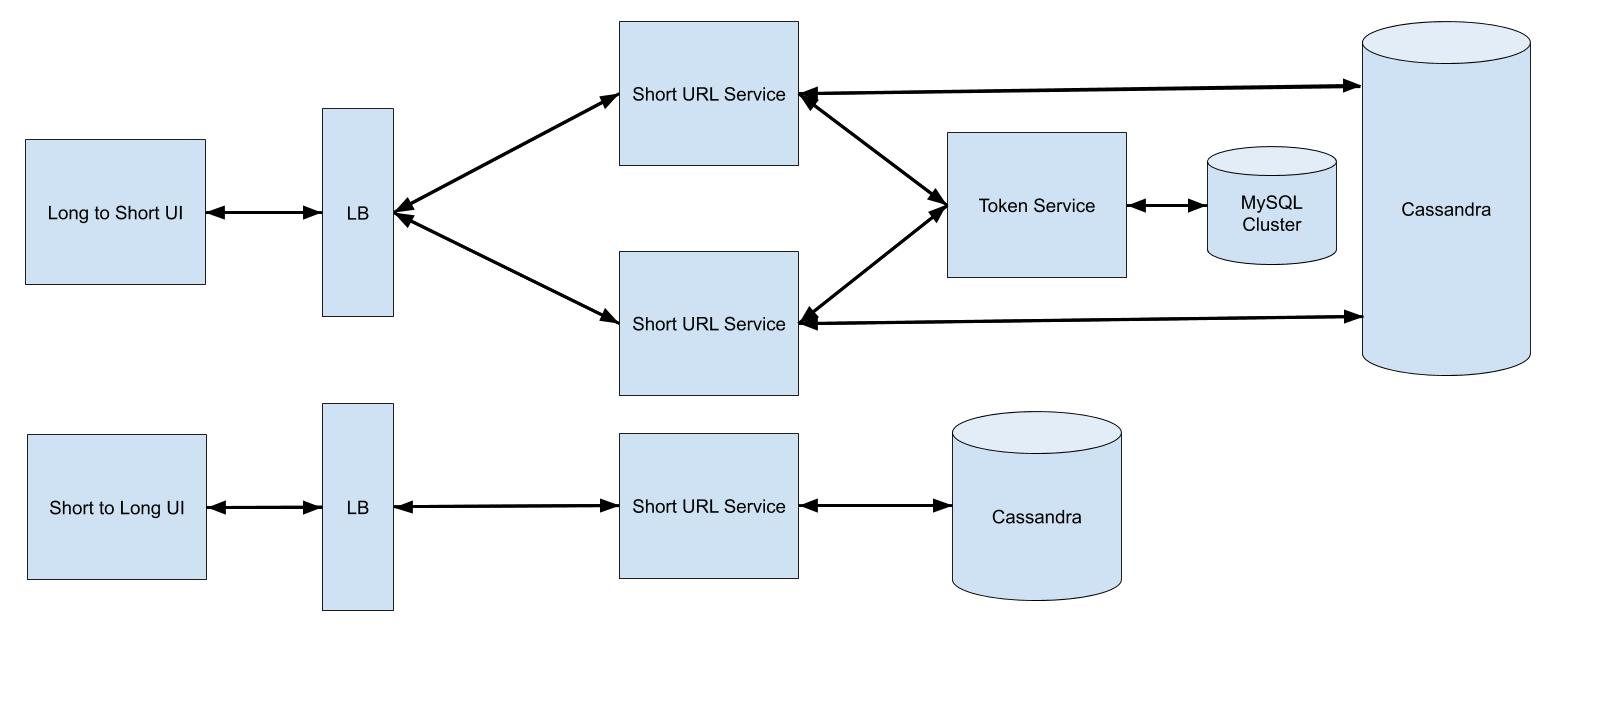 Short URL Service
Long to Short UI
LB
Token Service
MySQL
Cluster
Cassandra
Short URL Service
Short to Long UI
LB
Short URL Service
Cassandra